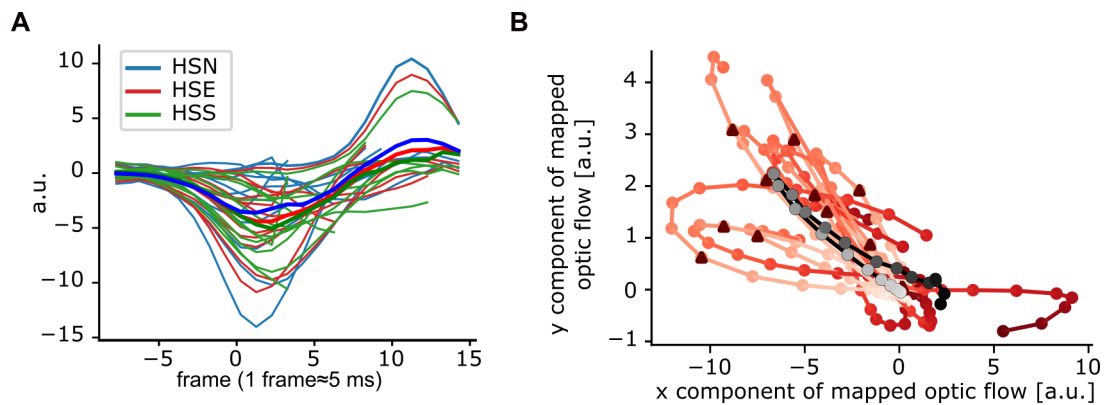 A
10
5
0
−5
−10
−15
a.u.
HSN
HSE
HSS
−5
0
5
10
15
frame (1 frame≈5 ms)
B
4
3
2
1
0
−1
y component of mapped
optic flow [a.u.]
−10
−5
0
5
10
x component of mapped optic flow [a.u.]